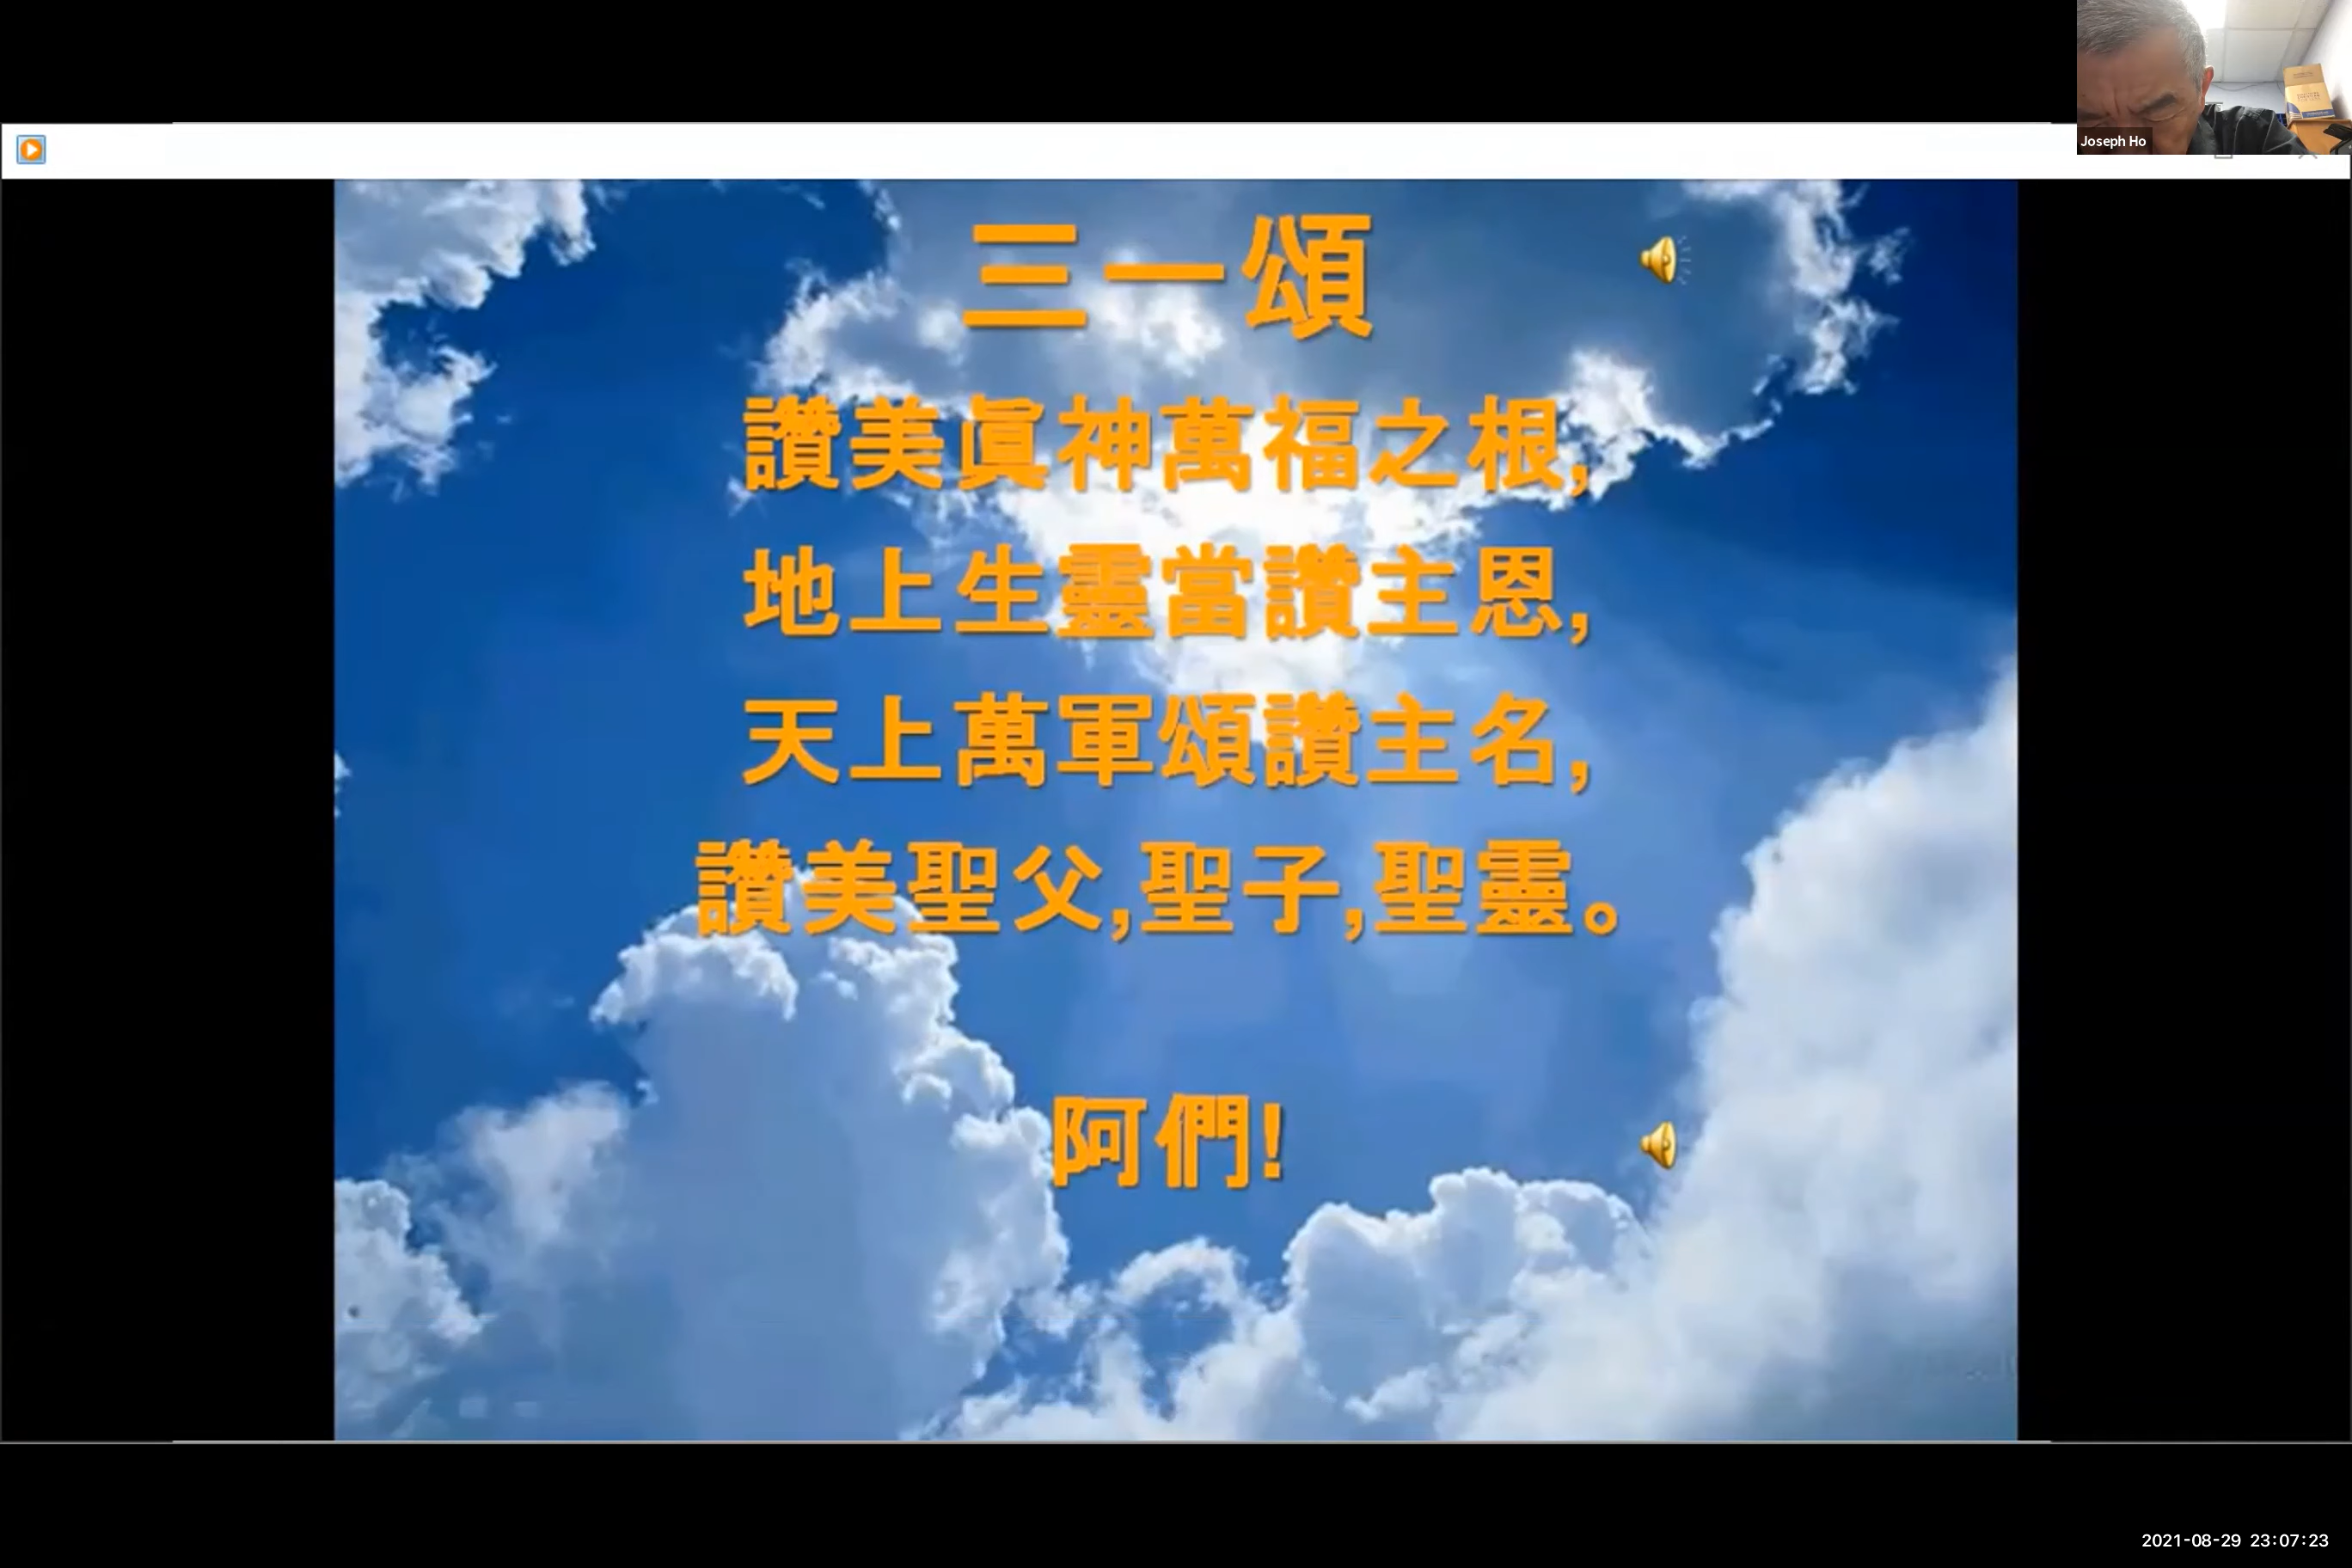 Joseph Ho
三一頌
讚美眞神萬福之根,
地上生靈當讚主恩,
天上萬軍頌讚主名,
讚美聖父,聖子,聖靈。
阿們!
2021-08-29 23:07:23